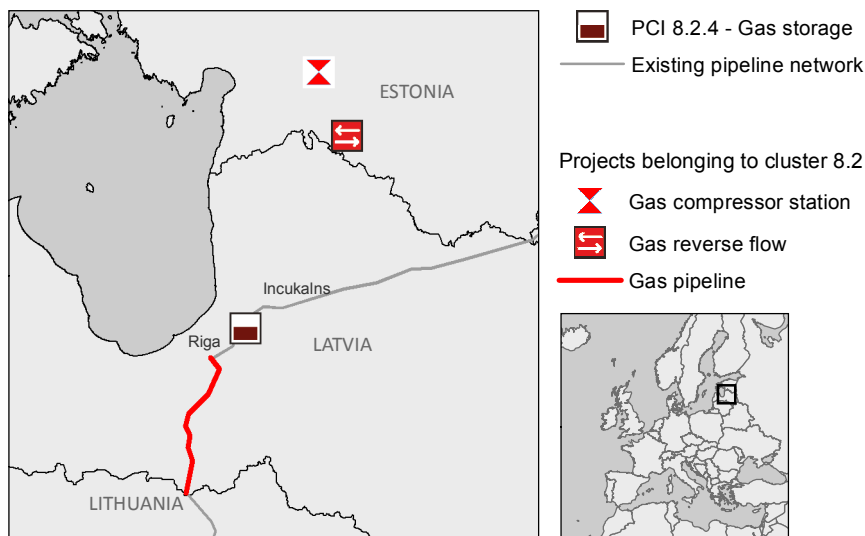 ESTONIA
Incukalns
Riga
LATVIA
LITHUANIA
PCI 8.2.4 - Gas storage
Existing pipeline network
Projects belonging to cluster 8.2
Gas compressor station
Gas reverse flow
Gas pipeline